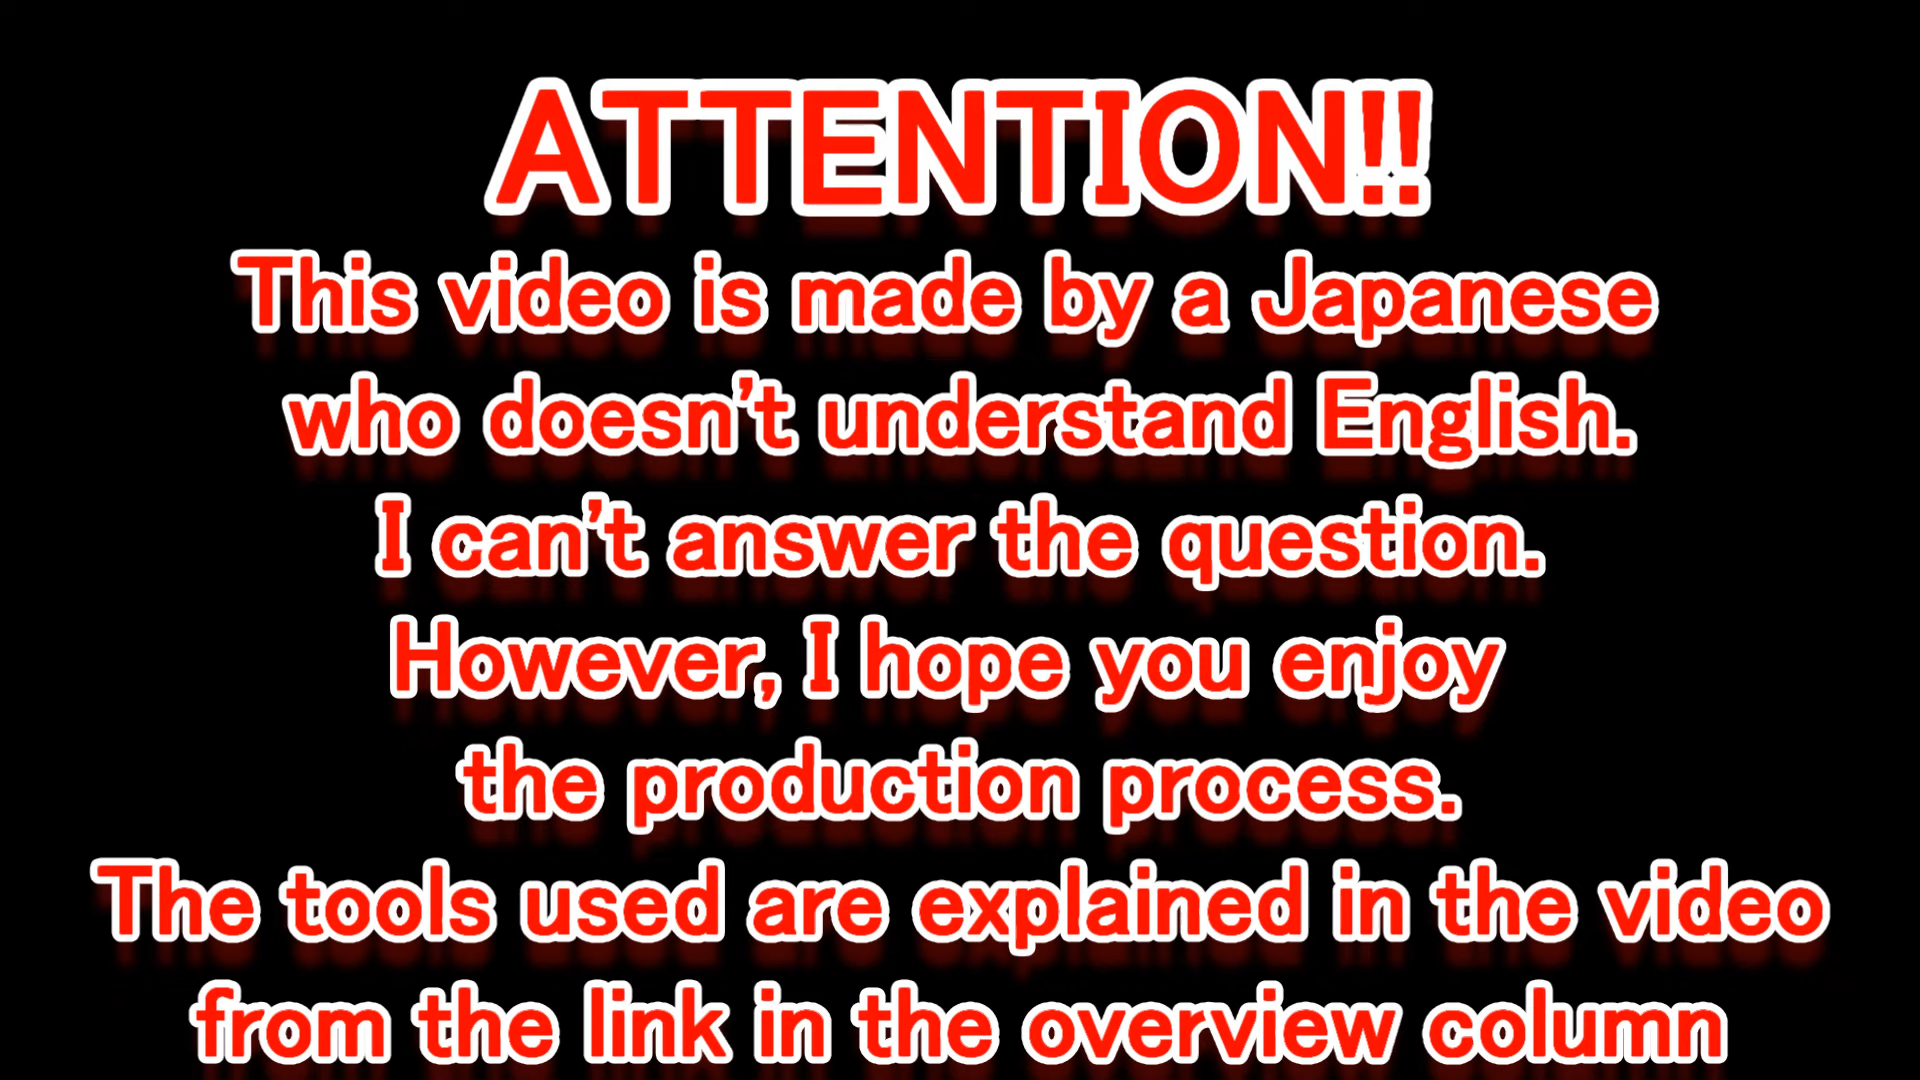 ATTENTION!!
This video is made by a Japanese
who doesn't understand English.
I can't answer the question.
However, I hope you enjoy
the production process.
The tools used are explained in the video
from the link in the overview column